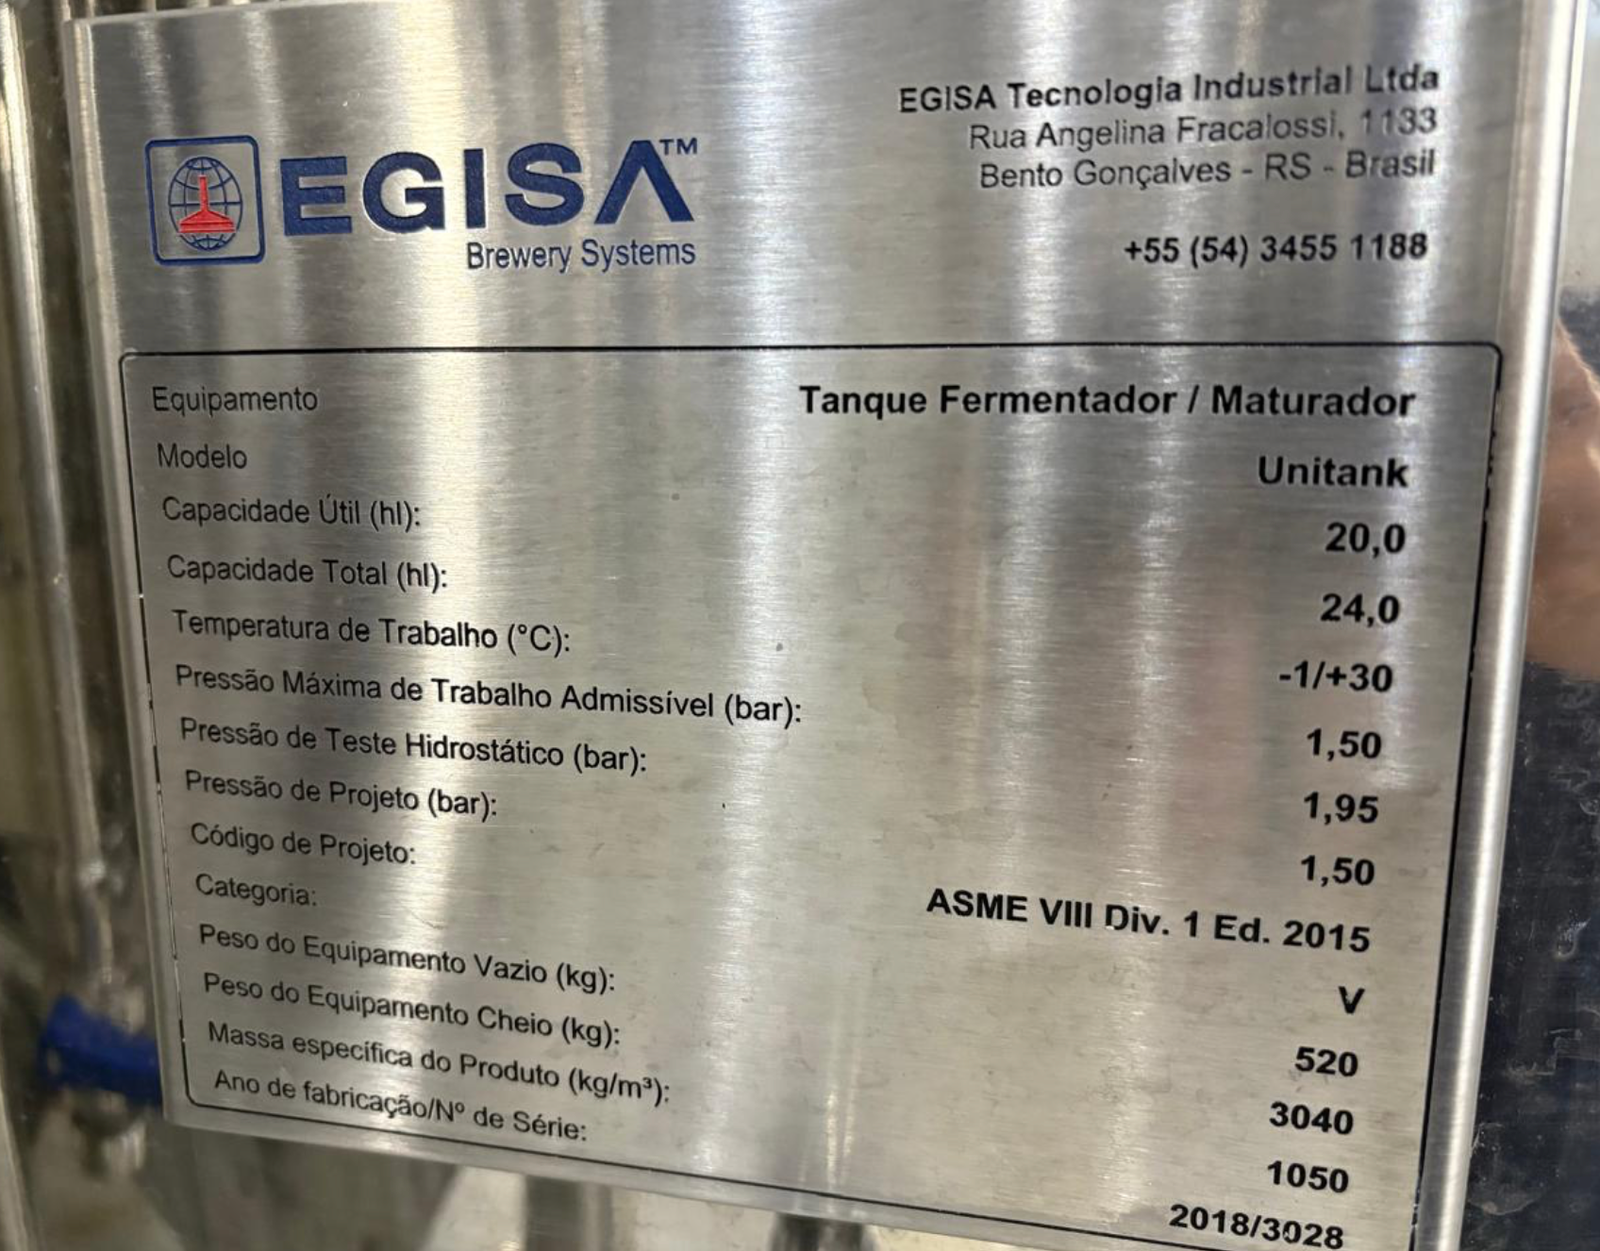 EGISA™
Brewery Systems
EGISA Tecnologia Industrial Ltda
Rua Angelina Fracalossi, 1133
Bento Gonçalves - RS - Brasil
+55 (54) 3455 1188
Equipamento Tanque Fermentador / Maturador
Modelo Unitank
Capacidade Útil (hl): 20,0
Capacidade Total (hl): 24,0
Temperatura de Trabalho (°C): -1/+30
Pressão Máxima de Trabalho Admissível (bar): 1,50
Pressão de Teste Hidrostático (bar): 1,95
Pressão de Projeto (bar): 1,50
Código de Projeto: ASME VIII Div. 1 Ed. 2015
Categoria: V
Peso do Equipamento Vazio (kg): 520
Peso do Equipamento Cheio (kg): 3040
Massa específica do Produto (kg/m³): 1050
Ano de fabricação/Nº de Série: 2018/3028